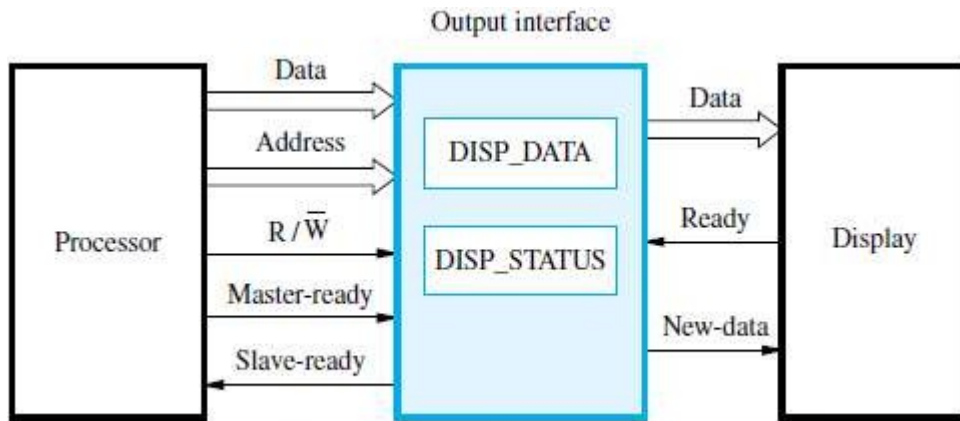 Output interface
Data
Data
Address
DISP_DATA
Processor
R / W̅
Ready
Display
DISP_STATUS
Master-ready
New-data
Slave-ready